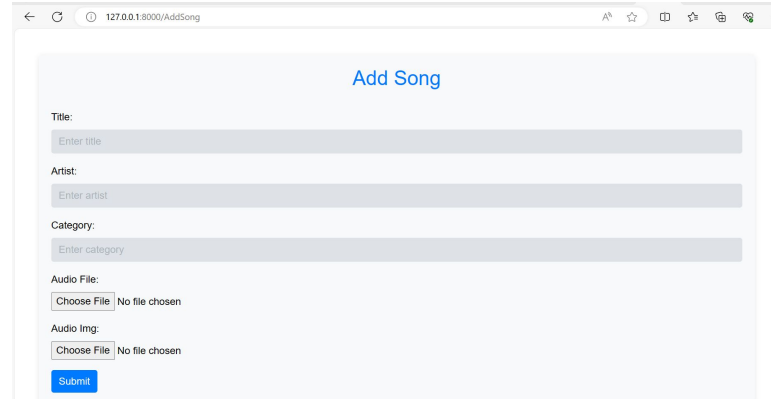 127.0.0.1:8000/AddSong
Add Song
Title:
Enter title
Artist:
Enter artist
Category:
Enter category
Audio File:
Choose File No file chosen
Audio Img:
Choose File No file chosen
Submit